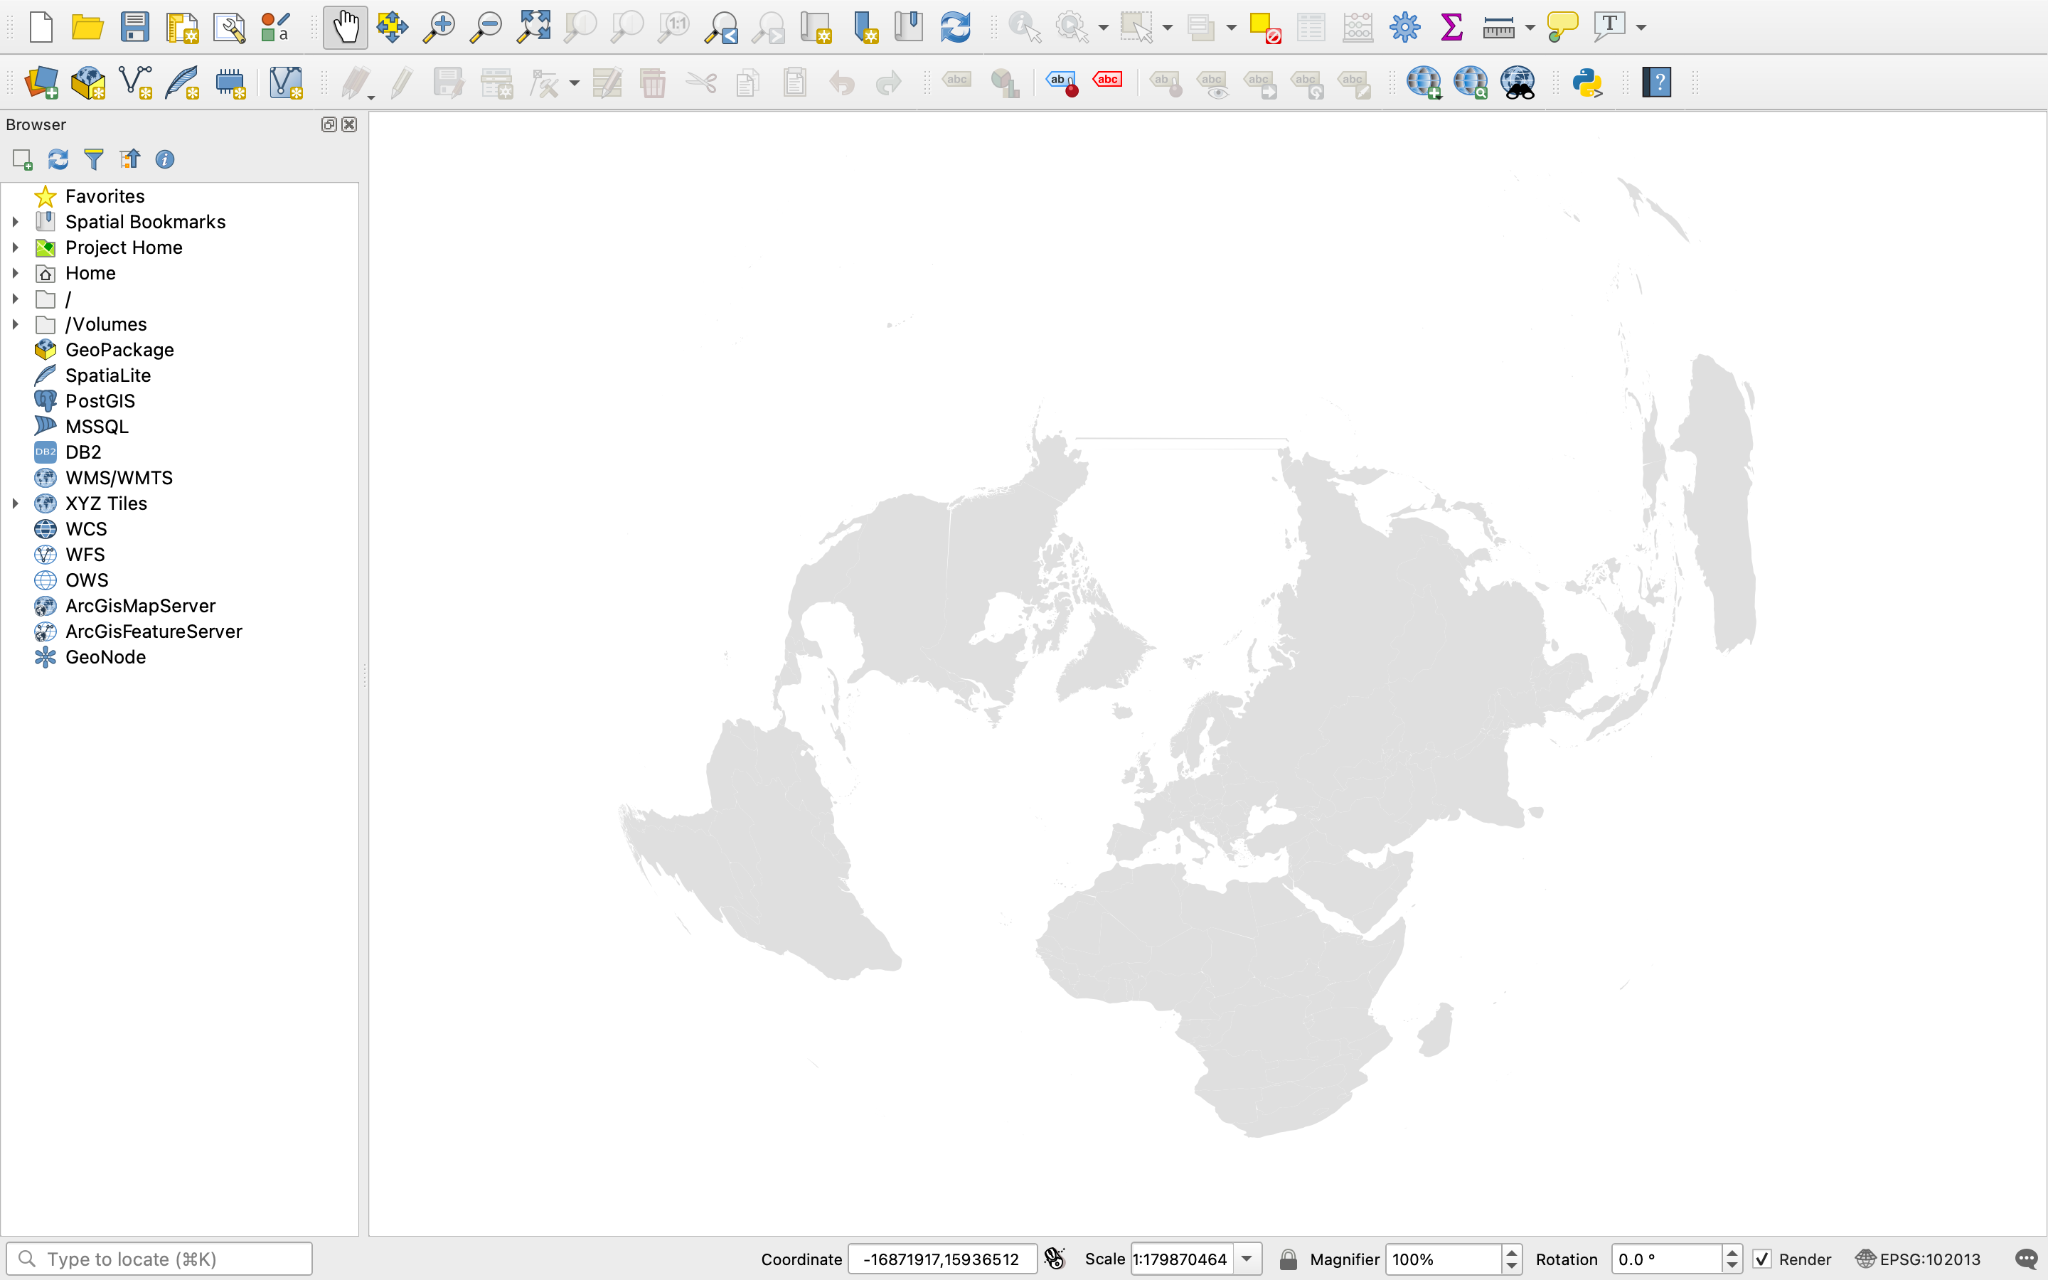 Browser
Favorites
Spatial Bookmarks
Project Home
Home
/
/Volumes
GeoPackage
SpatiaLite
PostGIS
MSSQL
DB2 DB2
WMS/WMTS
XYZ Tiles
WCS
WFS
OWS
ArcGisMapServer
ArcGisFeatureServer
GeoNode
Type to locate (⌘K)
Coordinate -16871917,15936512 Scale 1:179870464 Magnifier 100% Rotation 0.0 ° Render EPSG:102013